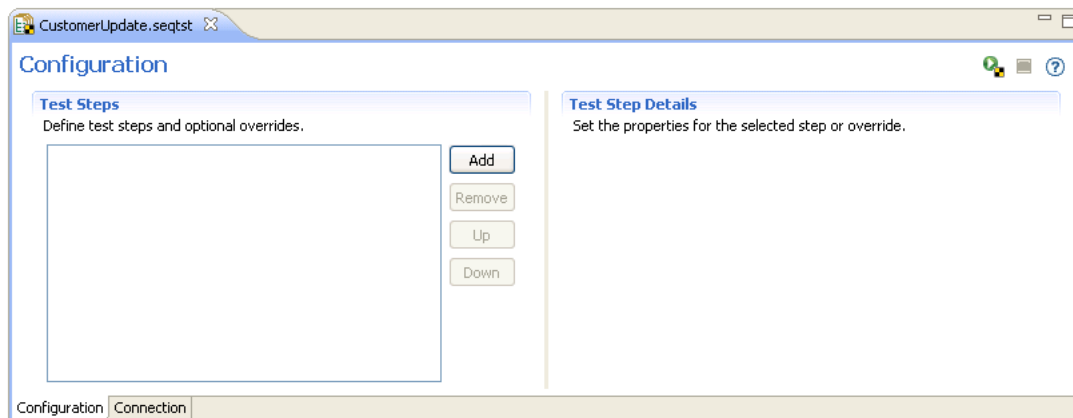 CustomerUpdate.seqtst
Configuration
Test Steps
Define test steps and optional overrides.
Add
Remove
Up
Down
Test Step Details
Set the properties for the selected step or override.
Configuration
Connection